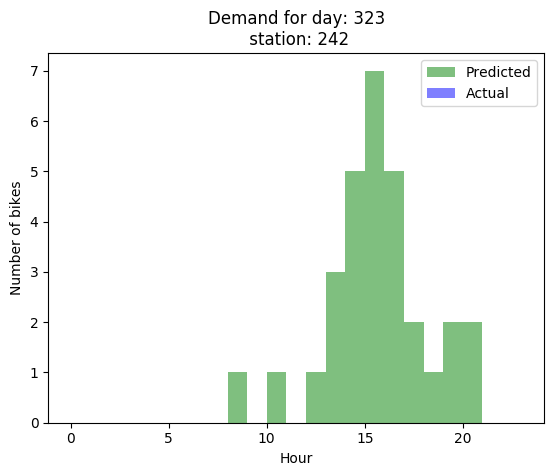 Demand for day: 323
station: 242
Predicted
Actual
Number of bikes
7
6
5
4
3
2
1
0
0 5 10 15 20
Hour